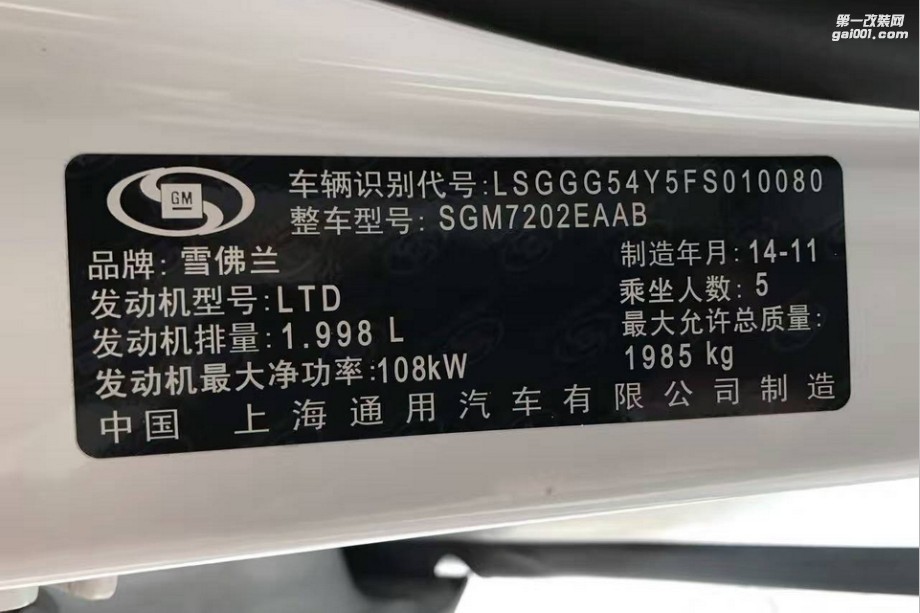 第一改装网
gai001.com
GM
车辆识别代号:LSGGG54Y5FS010080
整车型号: SGM7202EAAB
品牌: 雪佛兰
制造年月: 14-11
发动机型号:LTD
乘坐人数: 5
发动机排量:1.998 L
最大允许总质量:
1985 kg
发动机最大净功率:108kW
中国 上海通用汽车有限公司制造